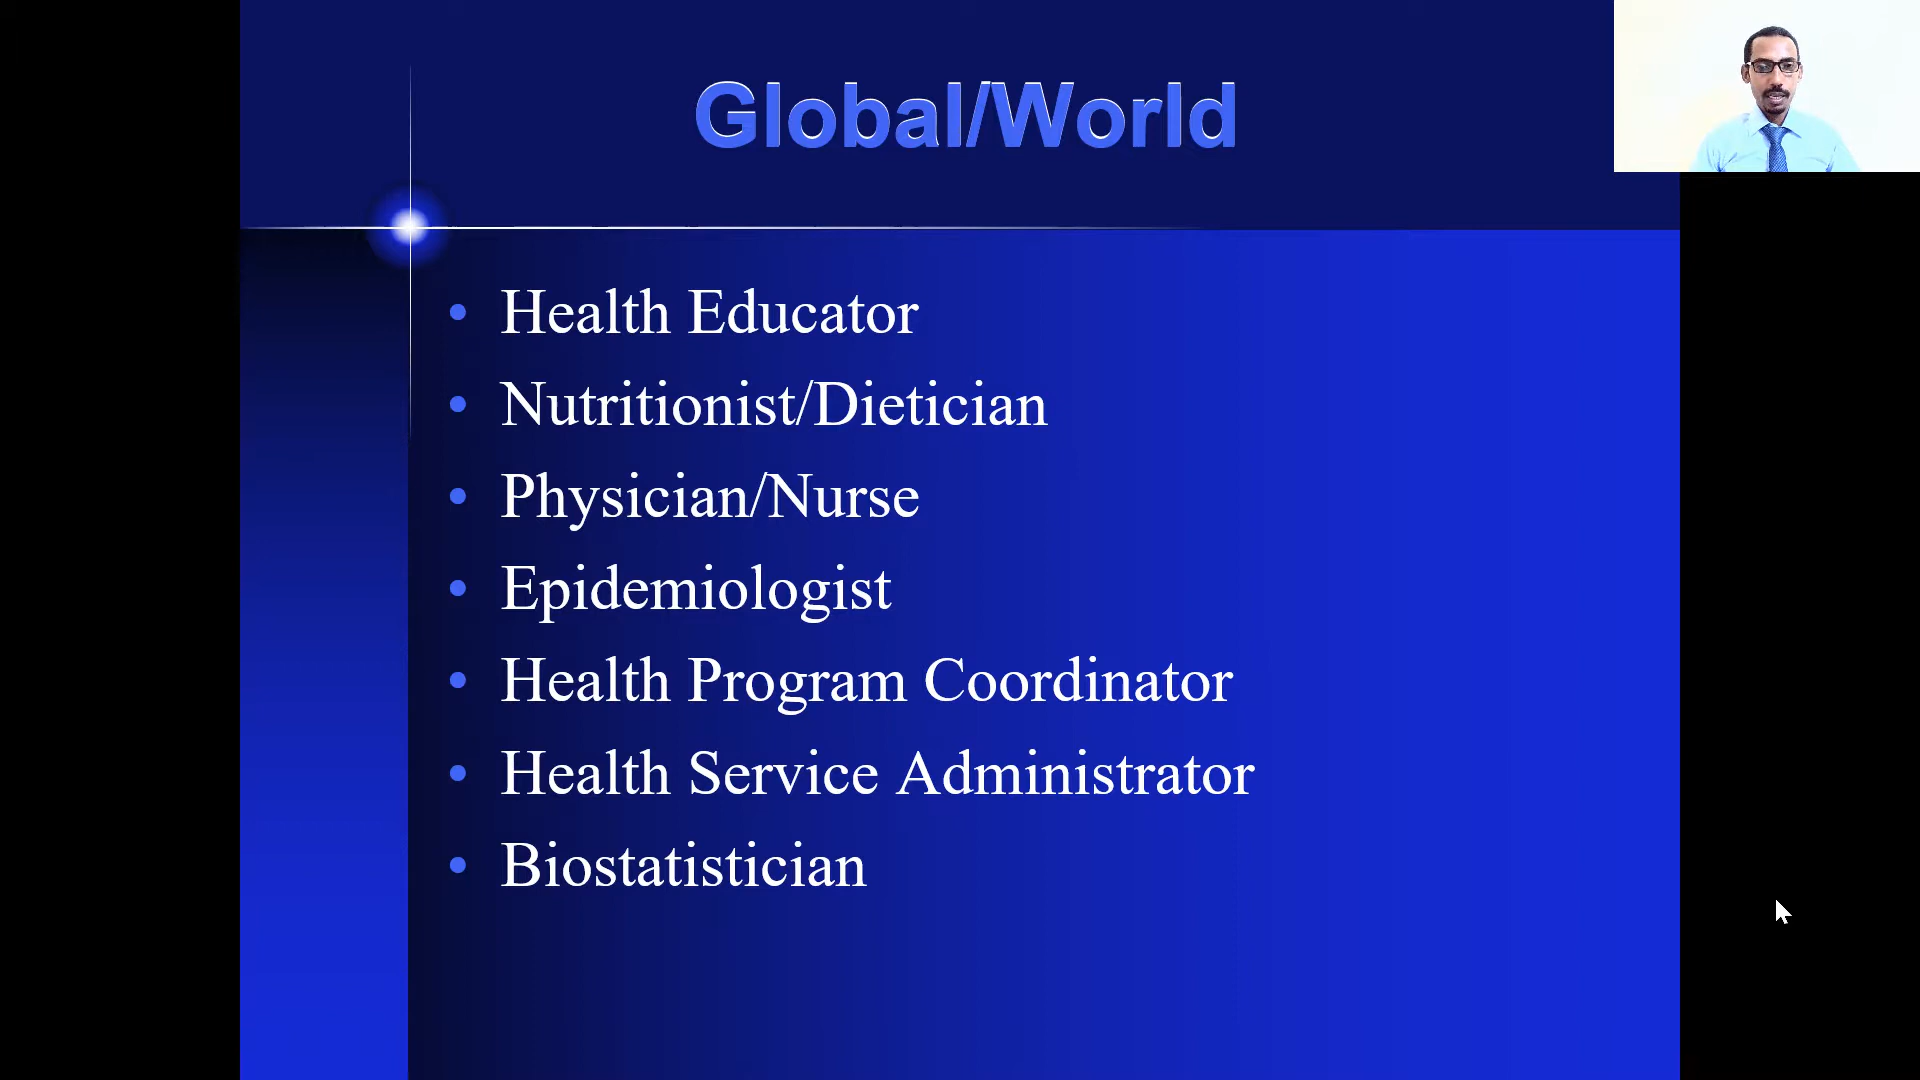 Global/World
• Health Educator
• Nutritionist/Dietician
• Physician/Nurse
• Epidemiologist
• Health Program Coordinator
• Health Service Administrator
• Biostatistician